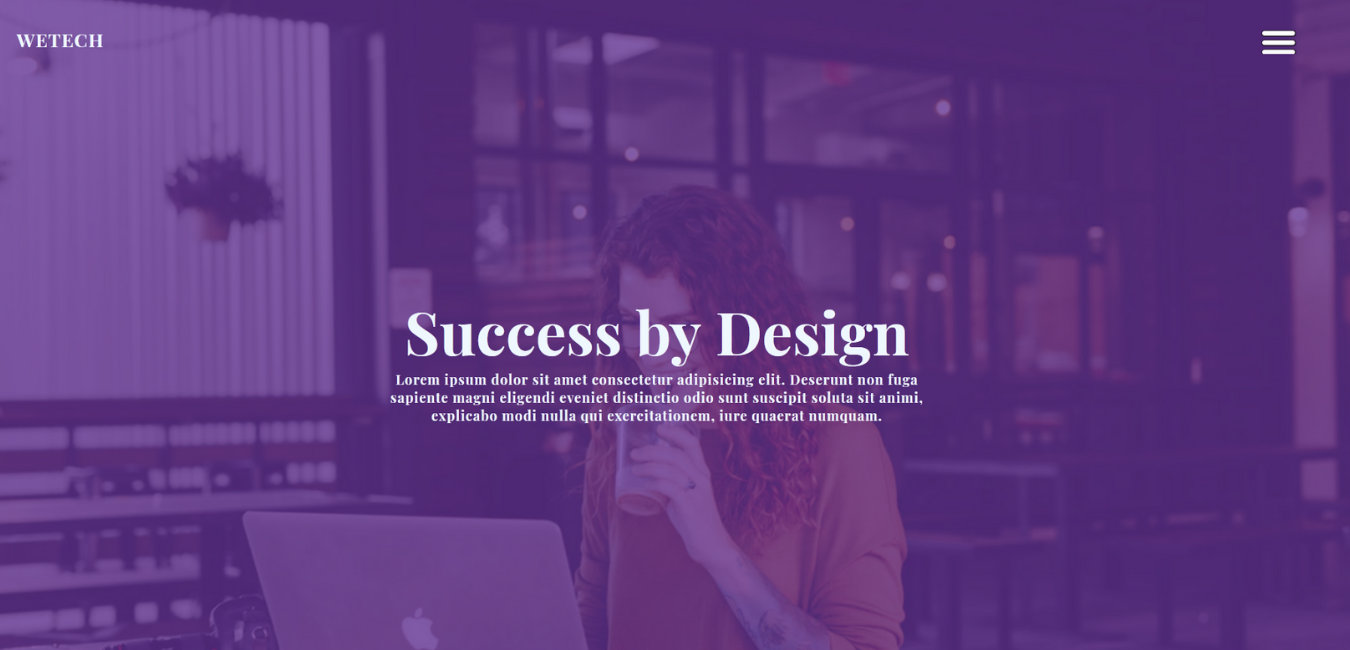 WETECH
Success by Design
Lorem ipsum dolor sit amet consectetur adipisicing elit. Deserunt non fuga
sapiente magni eligendi eveniet distinctio odio sunt suscipit soluta sit animi,
explicabo modi nulla qui exercitationem, iure quaerat numquam.